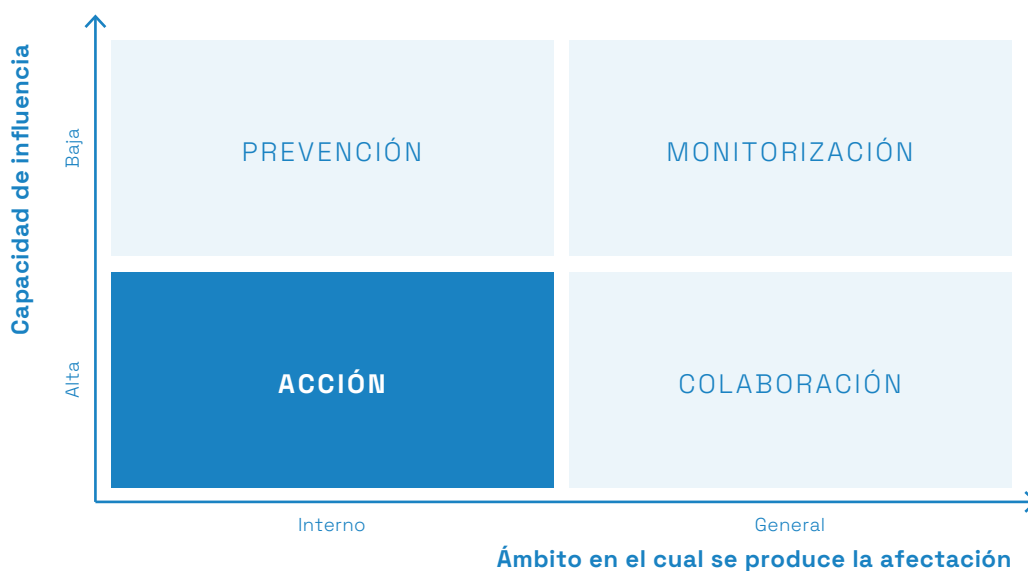 Capacidad de influencia
Baja
PREVENCIÓN
MONITORIZACIÓN
Alta
ACCIÓN
COLABORACIÓN
Interno
General
Ámbito en el cual se produce la afectación